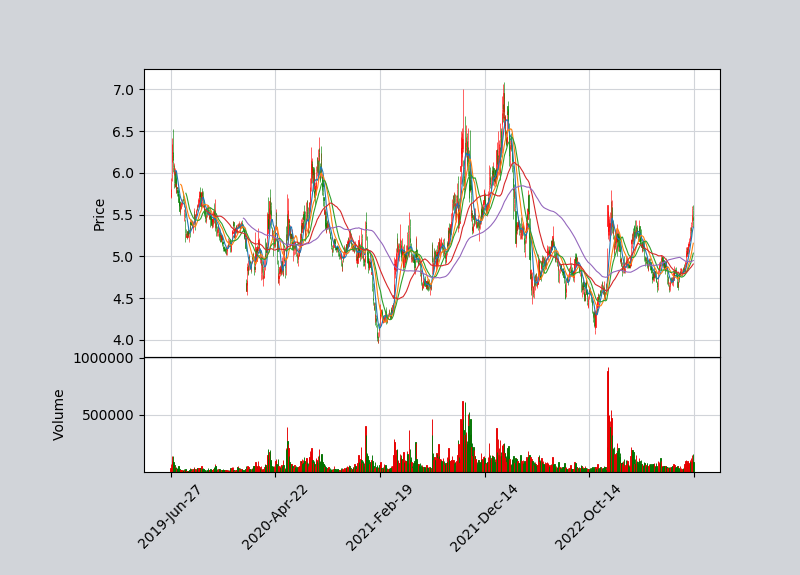 7.0
6.5
6.0
5.5
5.0
4.5
4.0
Price
1000000
500000
Volume
2019-Jun-27
2020-Apr-22
2021-Feb-19
2021-Dec-14
2022-Oct-14